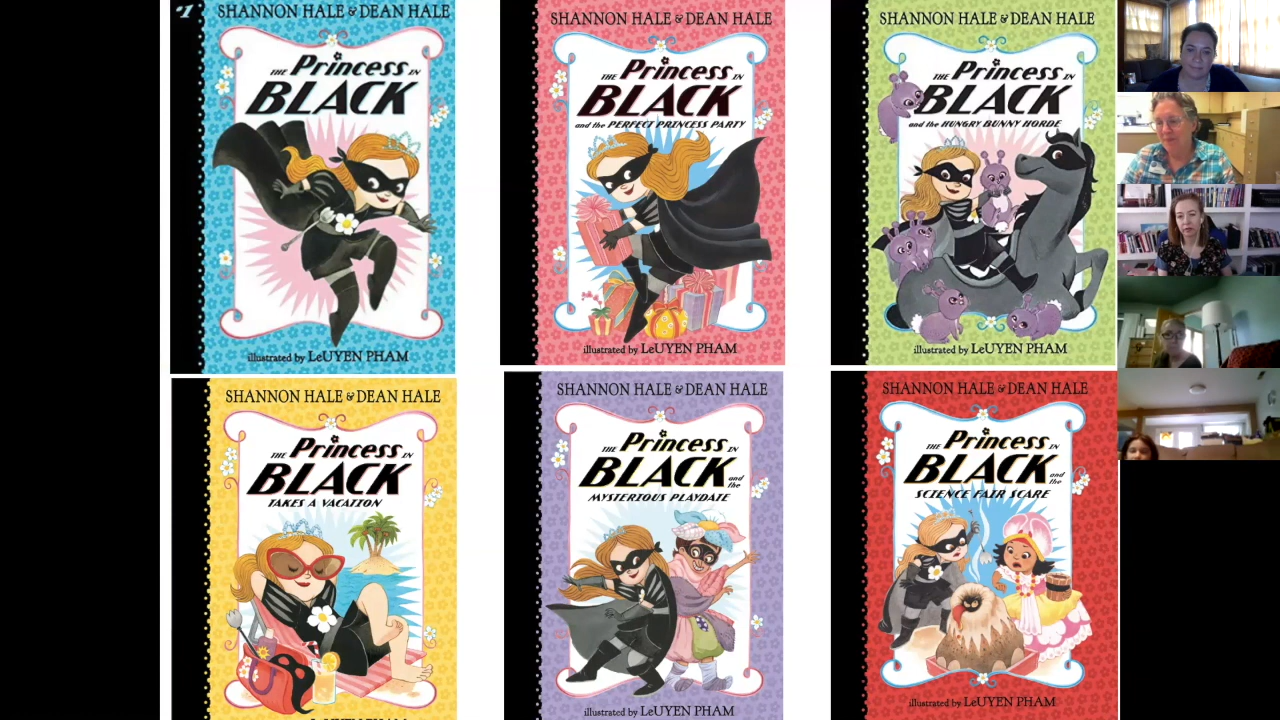 #1
SHANNON HALE & DEAN HALE
THE Princess IN
BLACK
illustrated by LeUYEN PHAM
SHANNON HALE & DEAN HALE
THE Princess IN
BLACK
and the PERFECT PRINCESS PARTY
illustrated by LeUYEN PHAM
SHANNON HALE & DEAN HALE
THE Princess IN
BLACK
and the HUNGRY BUNNY HORDE
illustrated by LeUYEN PHAM
SHANNON HALE & DEAN HALE
THE Princess IN
BLACK
TAKES A VACATION
LeUYEN PHAM
SHANNON HALE & DEAN HALE
THE Princess IN
BLACK and the
MYSTERIOUS PLAYDATE
illustrated by LeUYEN PHAM
SHANNON HALE & DEAN HALE
THE Princess IN
BLACK and the
SCIENCE FAIR SCARE
illustrated by LeUYEN PHAM